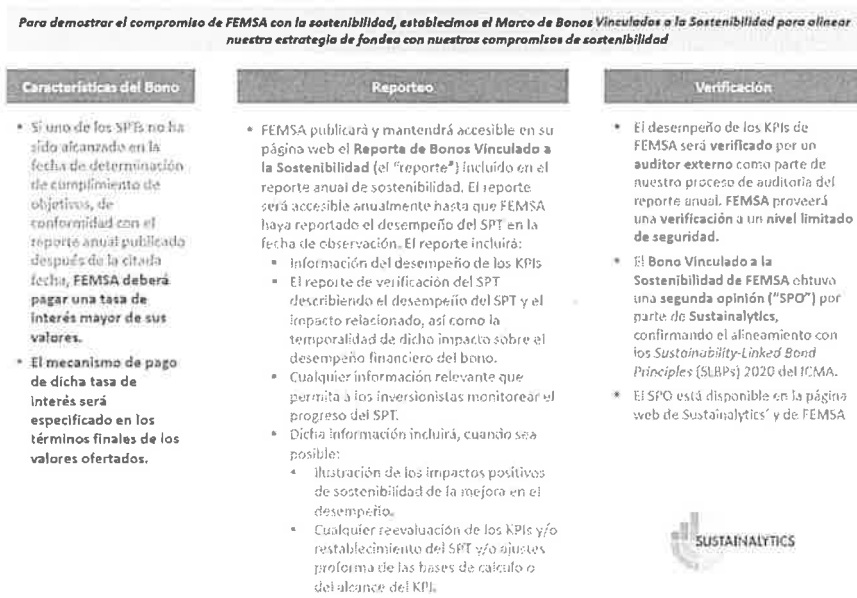 Para demostrar el compromiso de FEMSA con la sostenibilidad, establecimos el Marco de Bonos Vinculados a la Sostenibilidad para alinear
nuestra estrategia de fondeo con nuestros compromisos de sostenibilidad
Características del Bono
• Si uno de los SPTs no ha
sido alcanzado en la
fecha de determinación
de cumplimiento de
objetivos, de
conformidad con el
reporte anual publicado
después de la citada
fecha, FEMSA deberá
pagar una tasa de
interés mayor de sus
valores.
• El mecanismo de pago
de dicha tasa de
interés será
especificado en los
términos finales de los
valores ofertados.
Reporteo
• FEMSA publicará y mantendrá accesible en su
página web el Reporte de Bonos Vinculado a
la Sostenibilidad (el "reporte") incluido en el
reporte anual de sostenibilidad. El reporte
será accesible anualmente hasta que FEMSA
haya reportado el desempeño del SPT en la
fecha de observación. El reporte incluirá:
• Información del desempeño de los KPIs
• El reporte de verificación del SPT
describiendo el desempeño del SPT y el
impacto relacionado, así como la
temporalidad de dicho impacto sobre el
desempeño financiero del bono.
• Cualquier información relevante que
permita a los inversionistas monitorear el
progreso del SPT.
• Dicha información incluirá, cuando sea
posible:
• Ilustración de los impactos positivos
de sostenibilidad de la mejora en el
desempeño.
• Cualquier reevaluación de los KPIs y/o
restablecimiento del SPT y/o ajustes
proforma de las bases de calculo o
del alcance del KPI.
Verificación
• El desempeño de los KPIs de
FEMSA será verificado por un
auditor externo como parte de
nuestro proceso de auditoría del
reporte anual. FEMSA proveerá
una verificación a un nivel limitado
de seguridad.
• El Bono Vinculado a la
Sostenibilidad de FEMSA obtuvo
una segunda opinión ("SPO") por
parte de Sustainalytics,
confirmando el alineamiento con
los Sustainability-Linked Bond
Principles (SLBPs) 2020 del ICMA.
• El SPO está disponible en la página
web de Sustainalytics' y de FEMSA
SUSTAINALYTICS